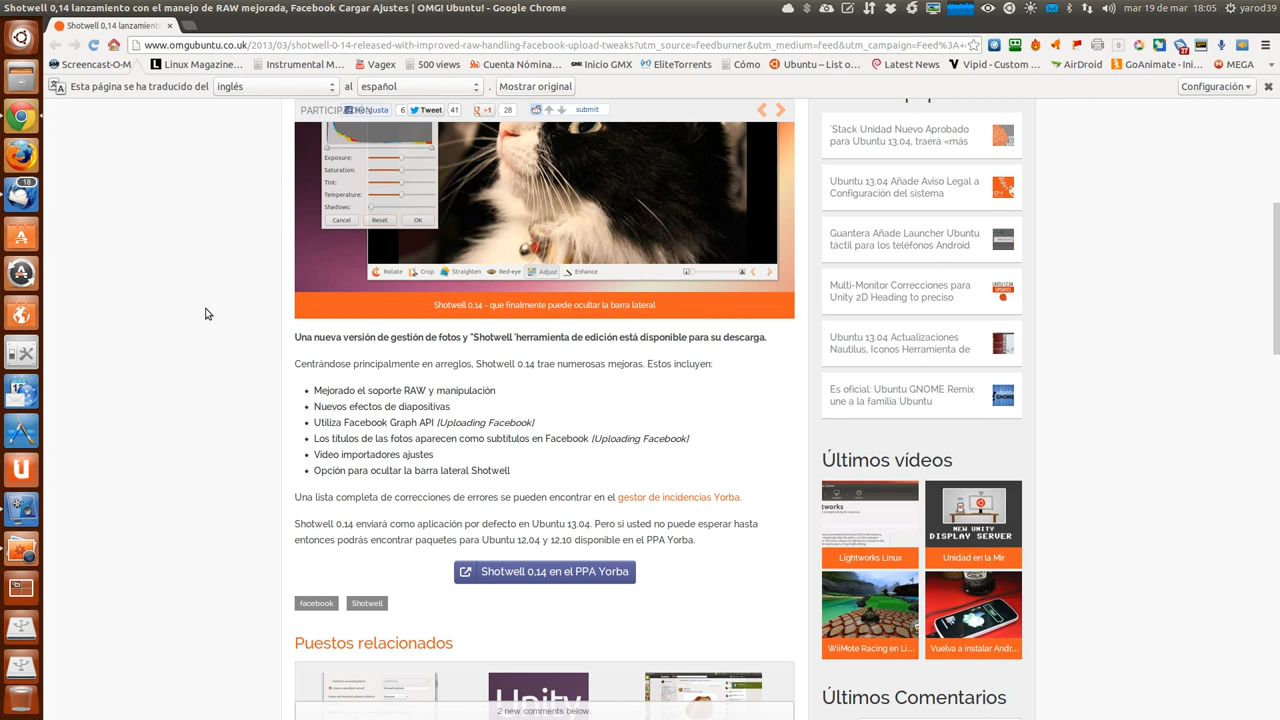 Shotwell 0,14 lanzamiento con el manejo de RAW mejorada, Facebook Cargar Ajustes | OMG! Ubuntu! - Google Chrome
mar 19 de mar 18:05 yarod39
Shotwell 0,14 lanzamiento
www.omgubuntu.co.uk/2013/03/shotwell-0-14-released-with-improved-raw-handling-facebook-upload-tweaks?utm_source=feedburner&utm_medium=feed&utm_campaign=Feed%3A+
Screencast-O-M
Linux Magazine...
Instrumental M...
Vagex
500 News
Cuenta Nómina...
Inicio GMC
EliteTorrents
Cómo
Ubuntu – List o...
Latest News
Vipid - Custom ...
AirDroid
GoAnimate - Ini...
MEGA
Esta página se ha traducido del
inglés
al
español
.
Mostrar original
Configuración
PARTICIPACIÓN
6
Tweet
41
+1
28
submit
Exposure:
Saturation:
Tint:
Temperature:
Shadows:
Cancel
Reset
OK
Rotate
Crop
Straighten
Red-eye
Adjust
Enhance
Shotwell 0,14 - que finalmente puede ocultar la barra lateral
Una nueva versión de gestión de fotos y "Shotwell 'herramienta de edición está disponible para su descarga.
Centrándose principalmente en arreglos, Shotwell 0.14 trae numerosas mejoras. Estos incluyen:
• Mejorado el soporte RAW y manipulación
• Nuevos efectos de diapositivas
• Utiliza Facebook Graph API [Uploading Facebook]
• Los títulos de las fotos aparecen como subtítulos en Facebook [Uploading Facebook]
• Video importadores ajustes
• Opción para ocultar la barra lateral Shotwell
Una lista completa de correcciones de errores se pueden encontrar en el gestor de incidencias Yorba.
Shotwell 0,14 enviará como aplicación por defecto en Ubuntu 13.04. Pero si usted no puede esperar hasta
entonces podrás encontrar paquetes para Ubuntu 12,04 y 12,10 disponible en el PPA Yorba.
Shotwell 0,14 en el PPA Yorba
facebook
Shotwell
Puestos relacionados
Unity
2 new comments below.
'Stack Unidad Nuevo Aprobado
para Ubuntu 13.04, traerá «más
Ubuntu 13.04 Añade Aviso Legal a
Configuración del sistema
Guantera Añade Launcher Ubuntu
táctil para los teléfonos Android
Multi-Monitor Correcciones para
Unity 2D Heading to preciso
Ubuntu 13.04 Actualizaciones
Nautilus, Iconos Herramienta de
Es oficial: Ubuntu GNOME Remix
une a la familia Ubuntu
Últimos vídeos
Lightworks Linux
NEW UNITY
DISPLAY SERVER
Unidad en la Mir
WiiMote Racing en Li...
Vuelva a instalar Andr...
Últimos Comentarios